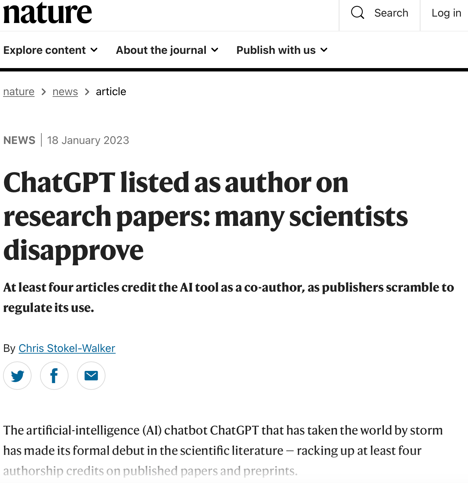 nature
Search
Log in
Explore content
About the journal
Publish with us
nature > news > article
NEWS | 18 January 2023
ChatGPT listed as author on
research papers: many scientists
disapprove
At least four articles credit the AI tool as a co-author, as publishers scramble to
regulate its use.
By Chris Stokel-Walker
The artificial-intelligence (AI) chatbot ChatGPT that has taken the world by storm
has made its formal debut in the scientific literature — racking up at least four
authorship credits on published papers and preprints.